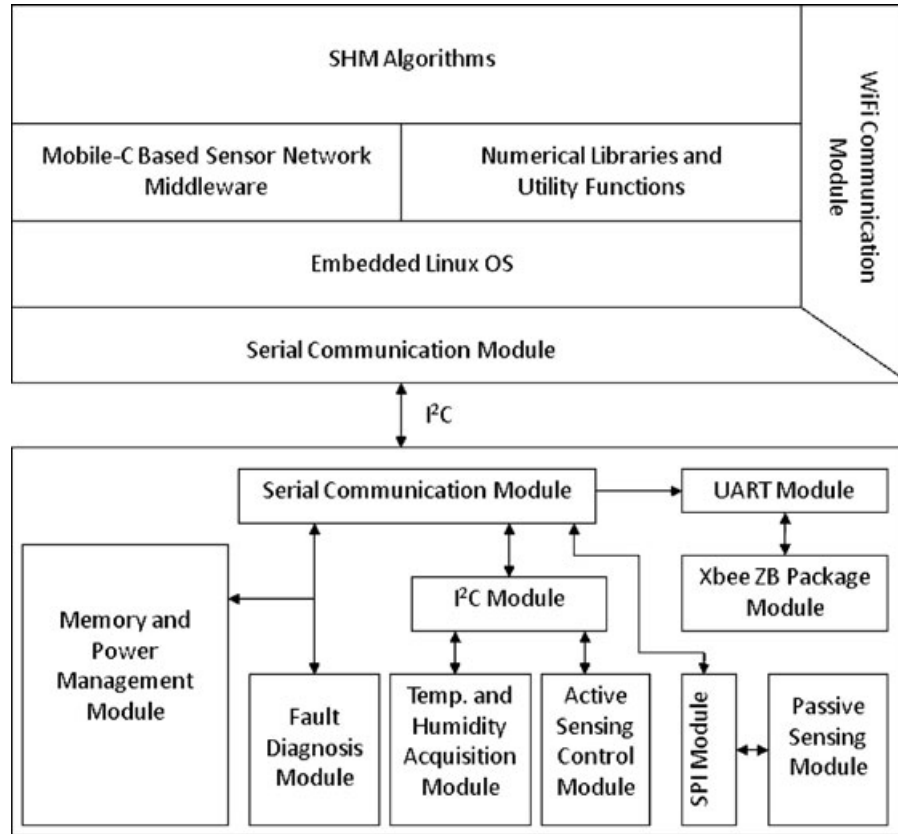 SHM Algorithms
WiFi Communication
Module
Mobile-C Based Sensor Network
Middleware
Numerical Libraries and
Utility Functions
Embedded Linux OS
Serial Communication Module
I²C
Serial Communication Module
UART Module
Xbee ZB Package
Module
I²C Module
Memory and
Power
Management
Module
Fault
Diagnosis
Module
Temp. and
Humidity
Acquisition
Module
Active
Sensing
Control
Module
SPI Module
Passive
Sensing
Module